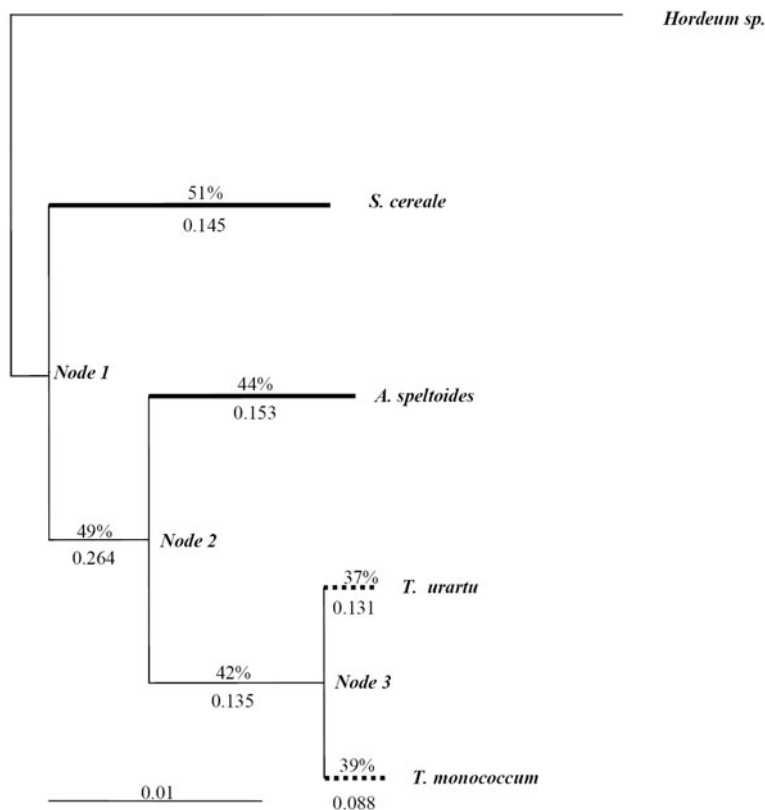 Hordeum sp.
51%
S. cereale
0.145
Node 1
44%
A. speltoides
0.153
49%
Node 2
0.264
37%
T. urartu
0.131
42%
Node 3
0.135
39%
T. monococcum
0.01
0.088